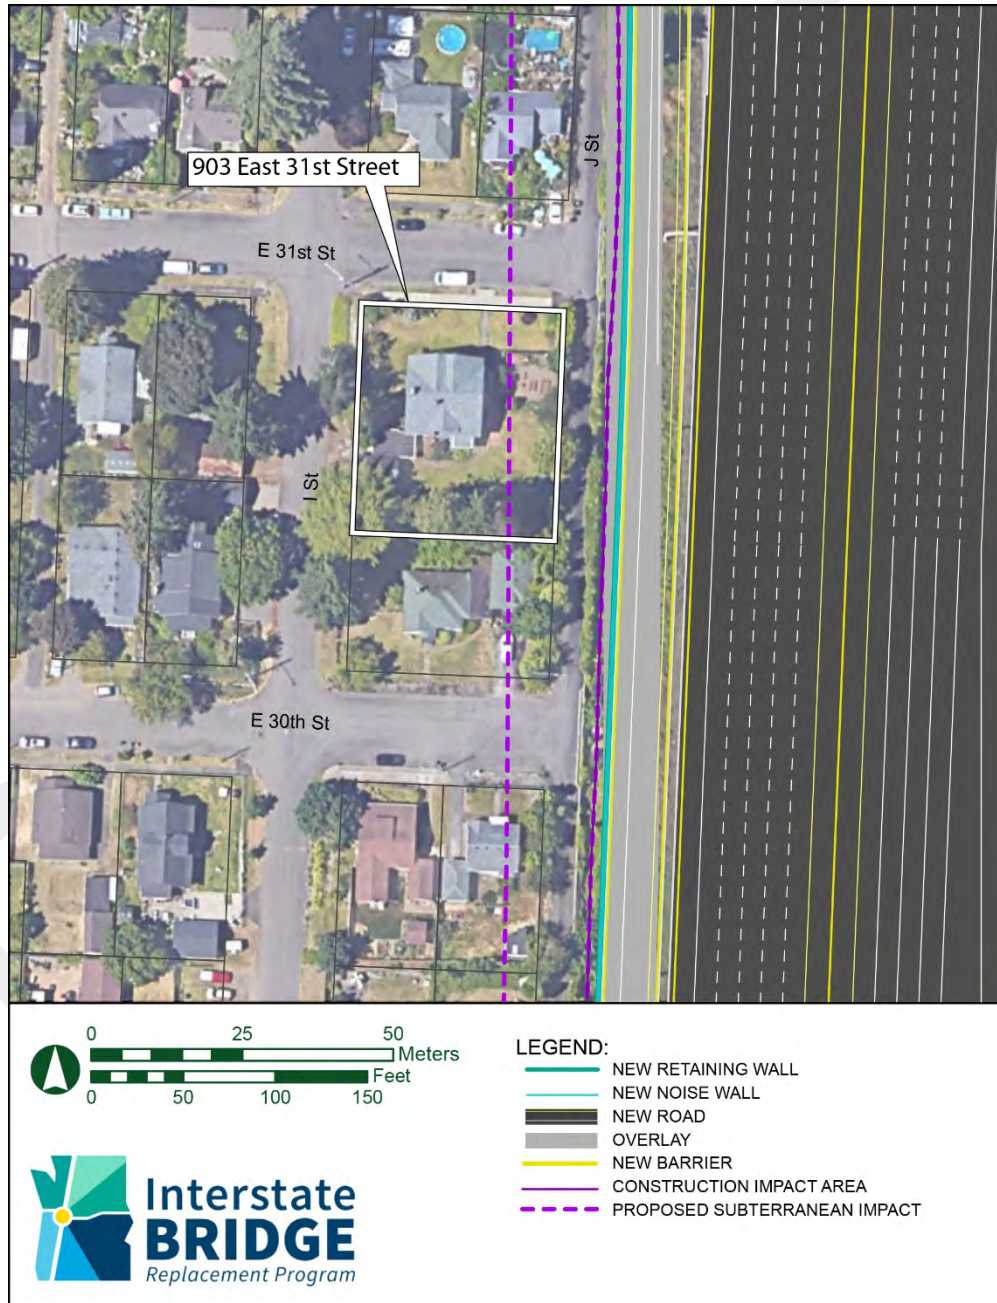 903 East 31st Street
J St
E 31st St
I St
E 30th St
0 25 50
Meters
Feet
0 50 100 150
LEGEND:
NEW RETAINING WALL
NEW NOISE WALL
NEW ROAD
OVERLAY
NEW BARRIER
CONSTRUCTION IMPACT AREA
PROPOSED SUBTERRANEAN IMPACT
Interstate
BRIDGE
Replacement Program